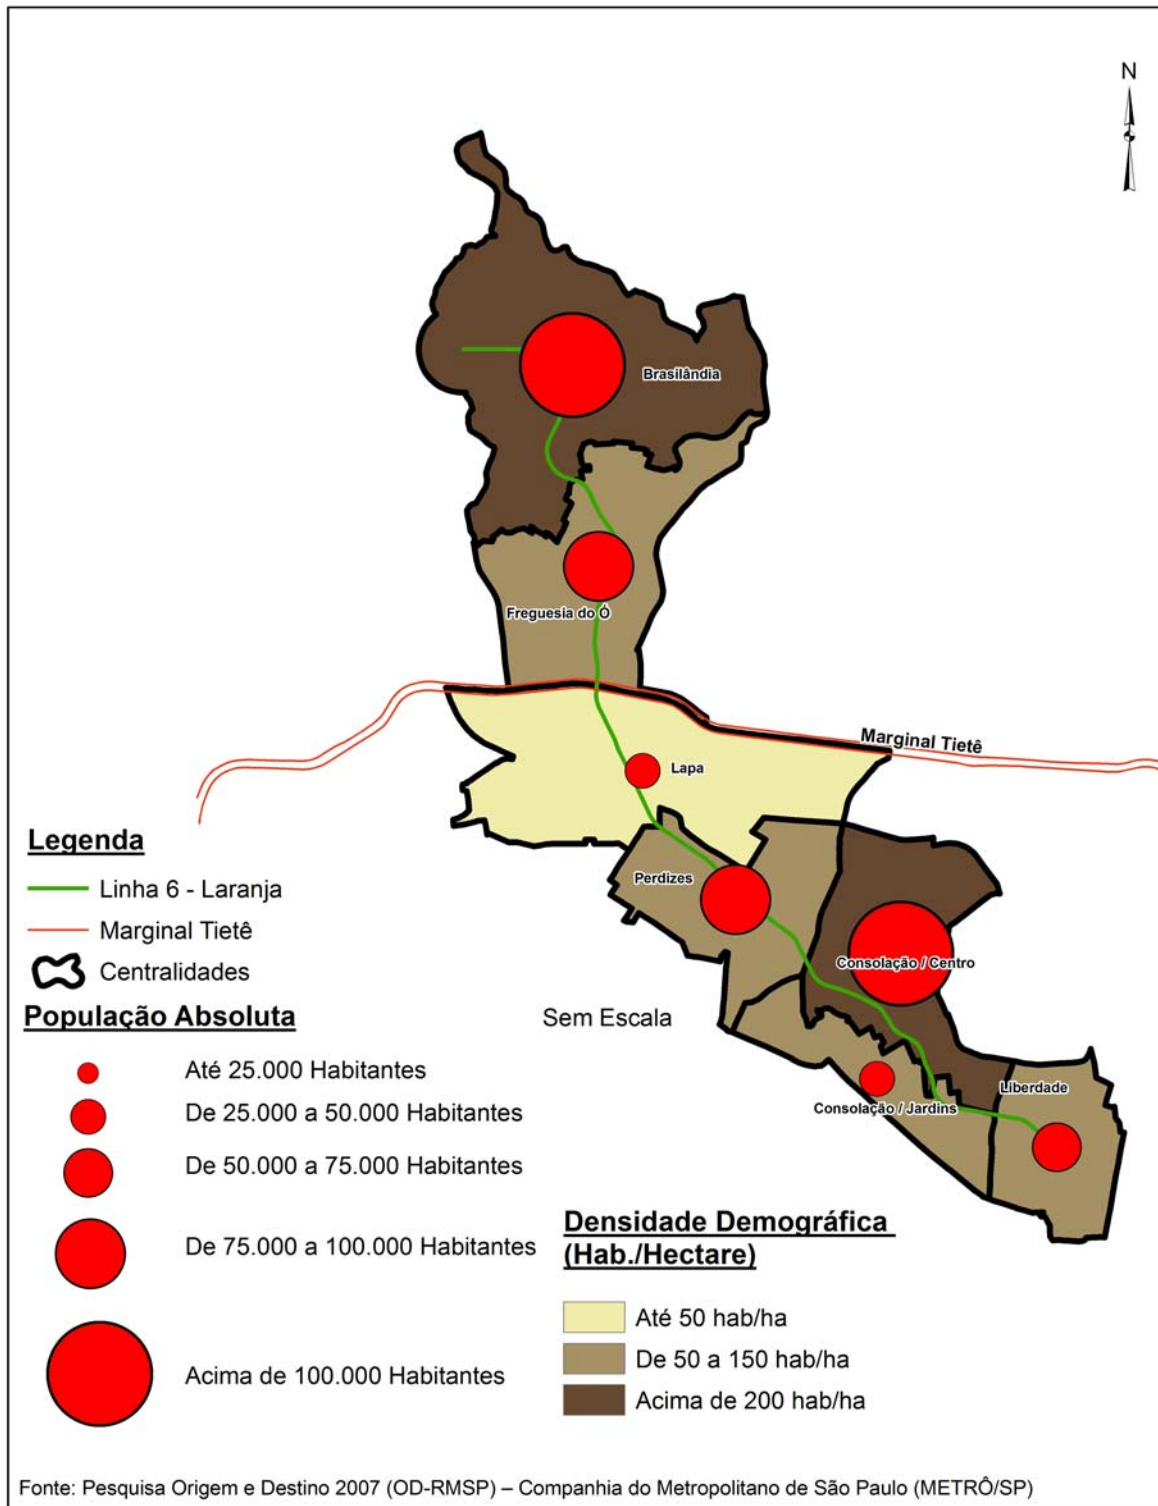 N
Brasilândia
Freguesia do Ó
Marginal Tietê
Lapa
Perdizes
Consolação / Centro
Liberdade
Consolação / Jardins
Sem Escala
Legenda
Linha 6 - Laranja
Marginal Tietê
Centralidades
População Absoluta
Até 25.000 Habitantes
De 25.000 a 50.000 Habitantes
De 50.000 a 75.000 Habitantes
De 75.000 a 100.000 Habitantes
Acima de 100.000 Habitantes
Densidade Demográfica
(Hab./Hectare)
Até 50 hab/ha
De 50 a 150 hab/ha
Acima de 200 hab/ha
Fonte: Pesquisa Origem e Destino 2007 (OD-RMSP) – Companhia do Metropolitano de São Paulo (METRÔ/SP)